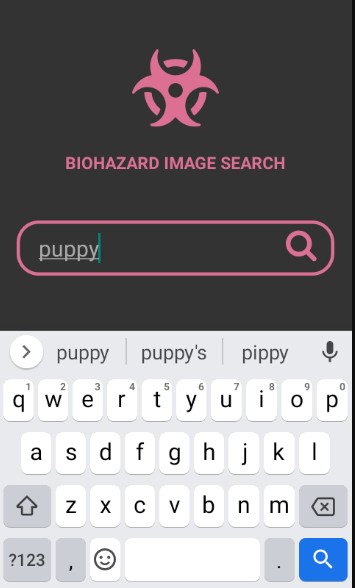 BIOHAZARD IMAGE SEARCH
puppy
puppy puppy's pippy
1 2 3 4 5 6 7 8 9 0
q w e r t y u i o p
a s d f g h j k l
z x c v b n m
?123 , .